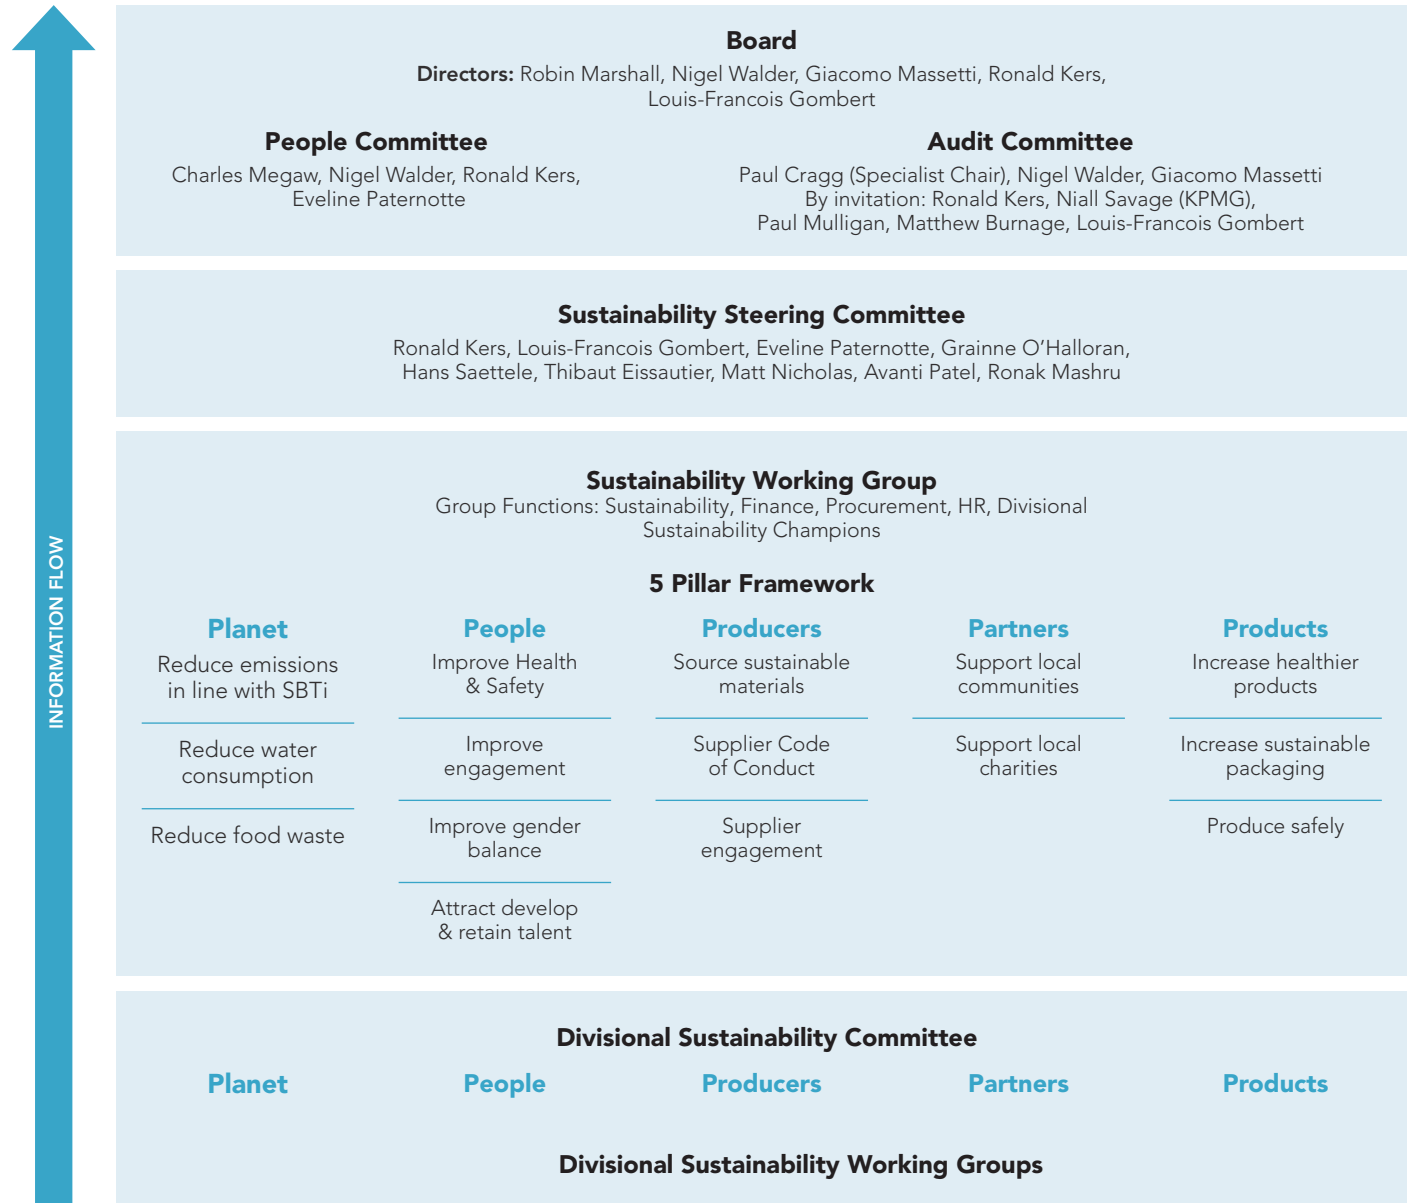 INFORMATION FLOW
Board
Directors: Robin Marshall, Nigel Walder, Giacomo Massetti, Ronald Kers,
Louis-Francois Gombert
People Committee
Charles Megaw, Nigel Walder, Ronald Kers,
Eveline Paternotte
Audit Committee
Paul Cragg (Specialist Chair), Nigel Walder, Giacomo Massetti
By invitation: Ronald Kers, Niall Savage (KPMG),
Paul Mulligan, Matthew Burnage, Louis-Francois Gombert
Sustainability Steering Committee
Ronald Kers, Louis-Francois Gombert, Eveline Paternotte, Grainne O’Halloran,
Hans Saettele, Thibaut Eissautier, Matt Nicholas, Avanti Patel, Ronak Mashru
Sustainability Working Group
Group Functions: Sustainability, Finance, Procurement, HR, Divisional
Sustainability Champions
5 Pillar Framework
Planet
Reduce emissions
in line with SBTi
Reduce water
consumption
Reduce food waste
People
Improve Health
& Safety
Improve
engagement
Improve gender
balance
Attract develop
& retain talent
Producers
Source sustainable
materials
Supplier Code
of Conduct
Supplier
engagement
Partners
Support local
communities
Support local
charities
Products
Increase healthier
products
Increase sustainable
packaging
Produce safely
Divisional Sustainability Committee
Planet
People
Producers
Partners
Products
Divisional Sustainability Working Groups